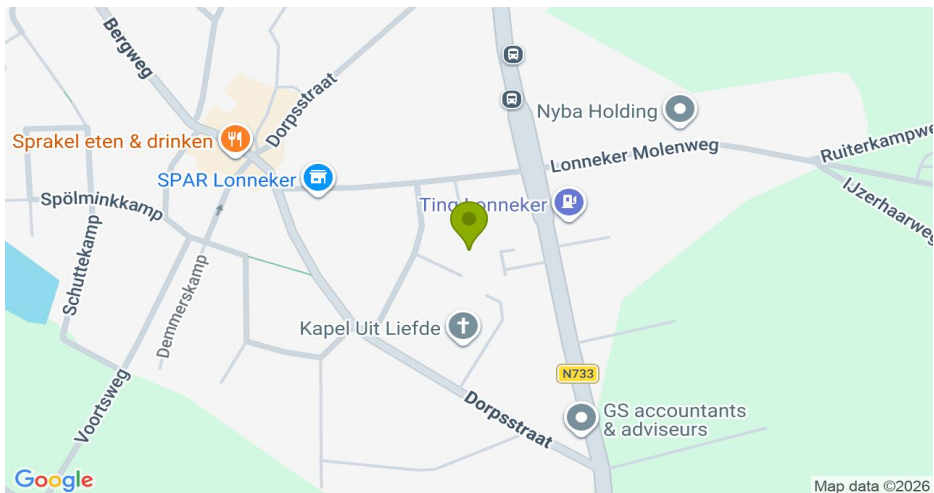 Bergweg
Dorpsstraat
Nyba Holding
Sprakel eten & drinken
Lonneker Molenweg
Ruiterkampwe
SPAR Lonneker
Spölminkkamp
Ting Lonneker
IJzerhaarweg
Schuttekamp
Demmerskamp
Kapel Uit Liefde
N733
Voortsweg
Dorpsstraat
GS accountants
& adviseurs
Google
Map data ©2026